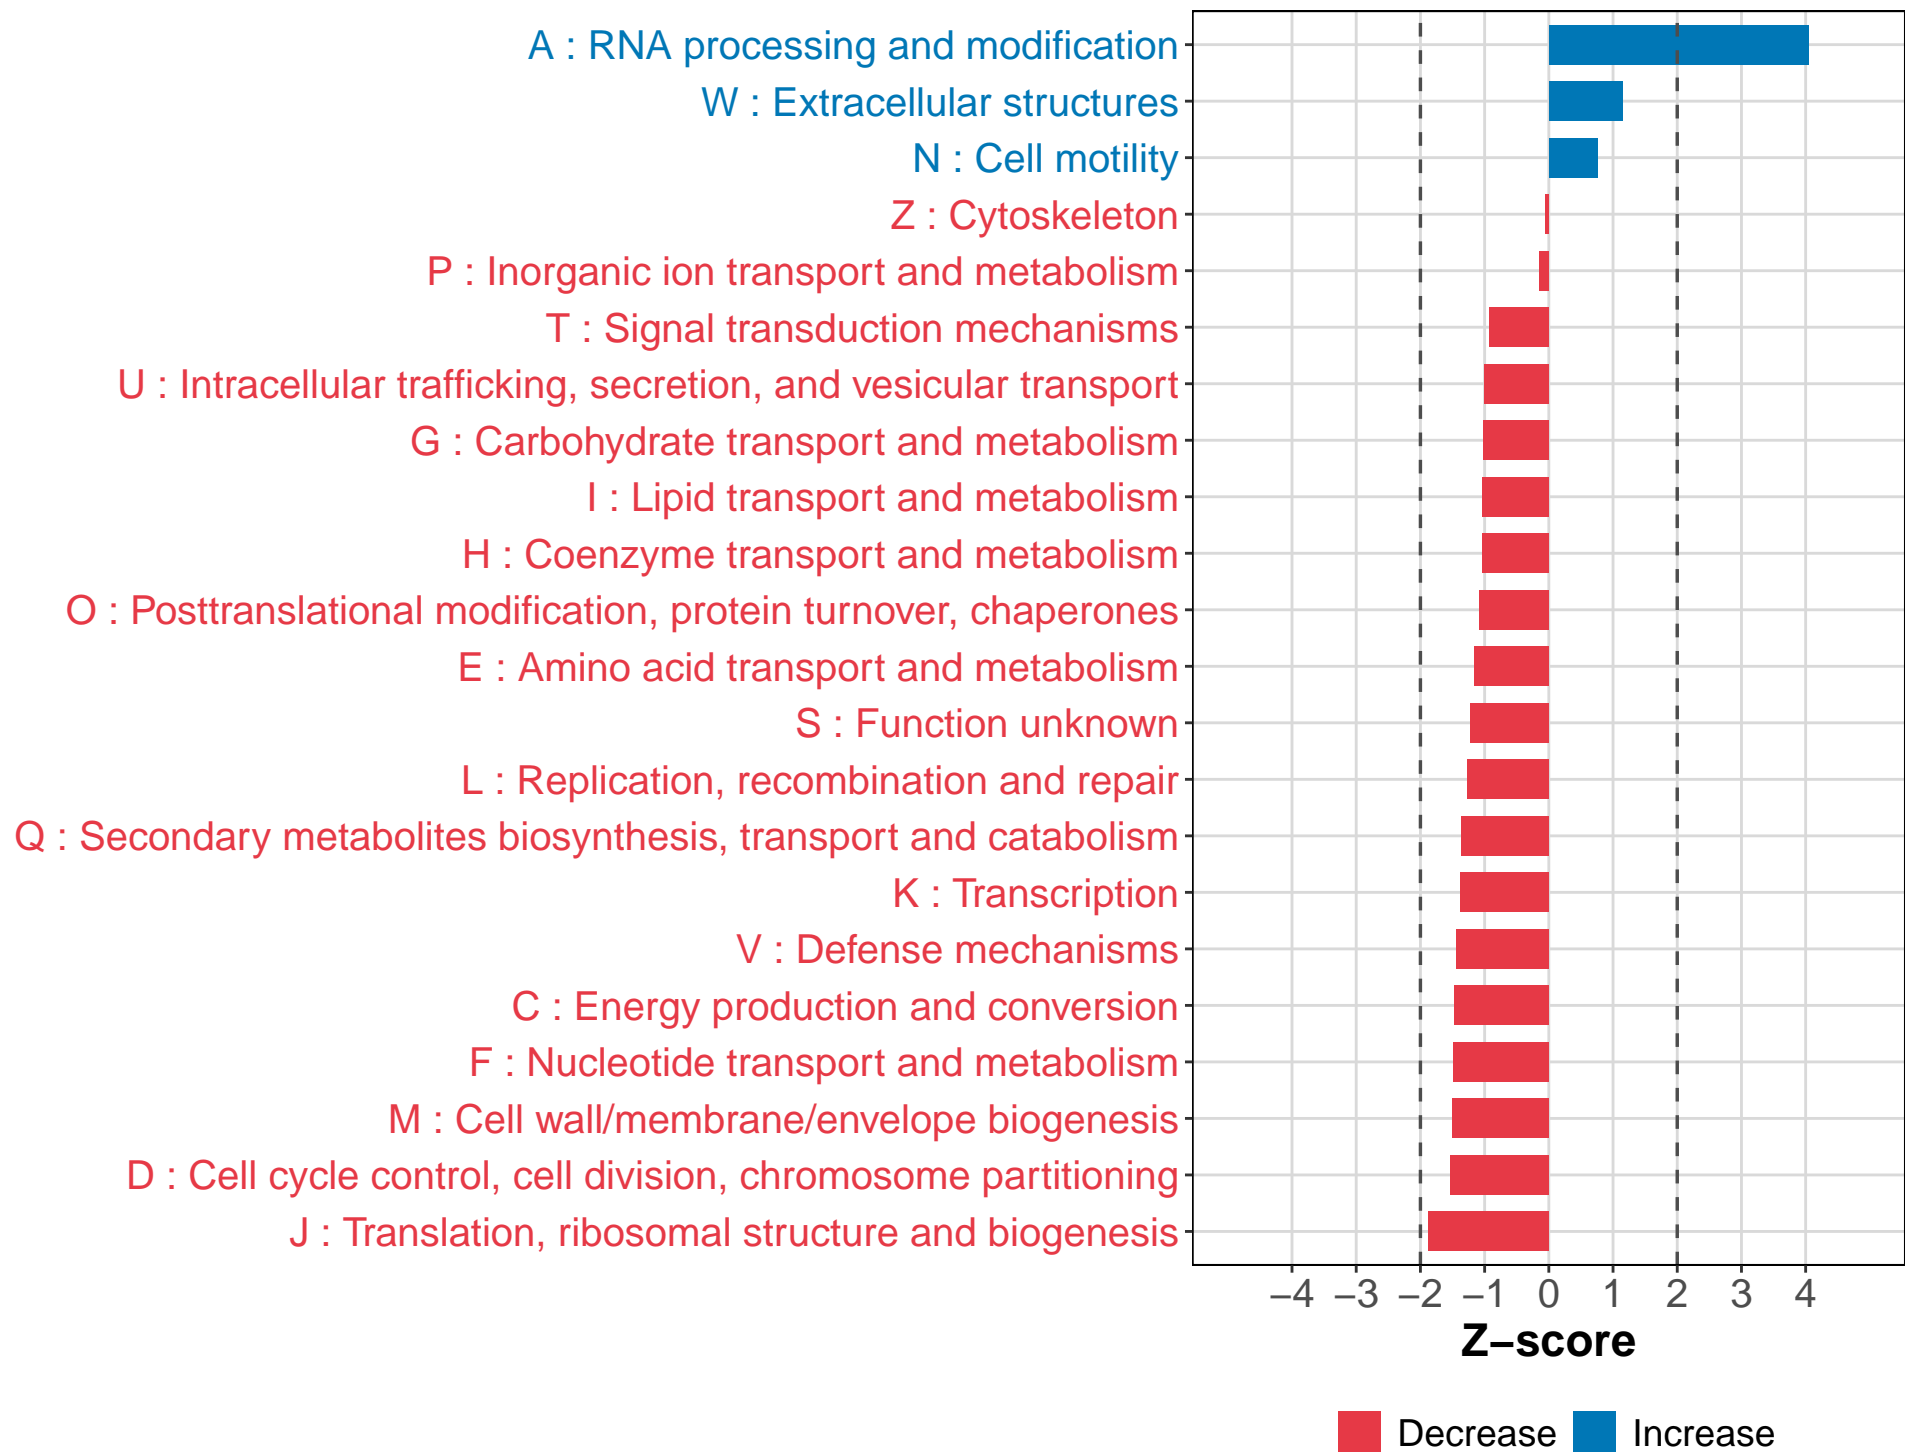 A : RNA processing and modification
W : Extracellular structures
N : Cell motility
Z : Cytoskeleton
P : Inorganic ion transport and metabolism
T : Signal transduction mechanisms
U : Intracellular trafficking, secretion, and vesicular transport
G : Carbohydrate transport and metabolism
I : Lipid transport and metabolism
H : Coenzyme transport and metabolism
O : Posttranslational modification, protein turnover, chaperones
E : Amino acid transport and metabolism
S : Function unknown
L : Replication, recombination and repair
Q : Secondary metabolites biosynthesis, transport and catabolism
K : Transcription
V : Defense mechanisms
C : Energy production and conversion
F : Nucleotide transport and metabolism
M : Cell wall/membrane/envelope biogenesis
D : Cell cycle control, cell division, chromosome partitioning
J : Translation, ribosomal structure and biogenesis
−4 −3 −2 −1 0 1 2 3 4
Z−score
Decrease Increase